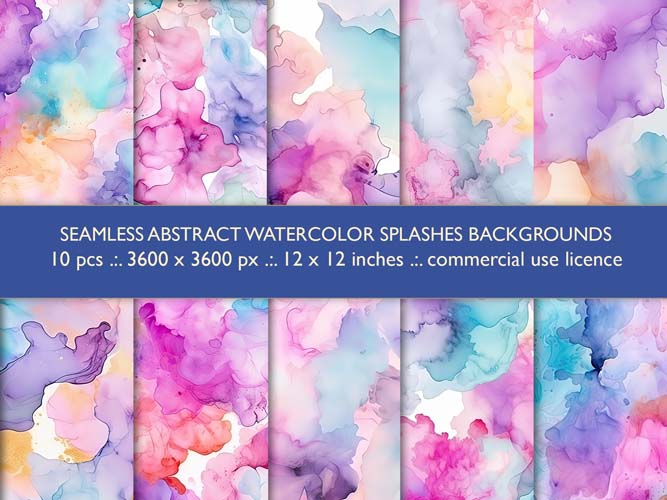 SEAMLESS ABSTRACT WATERCOLOR SPLASHES BACKGROUNDS
10 pcs .:. 3600 x 3600 px .:. 12 x 12 inches .:. commercial use licence